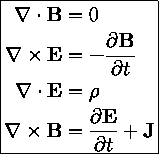 ∇ · B = 0
∇ × E = −∂B/∂t
∇ · E = ρ
∇ × B = ∂E/∂t + J